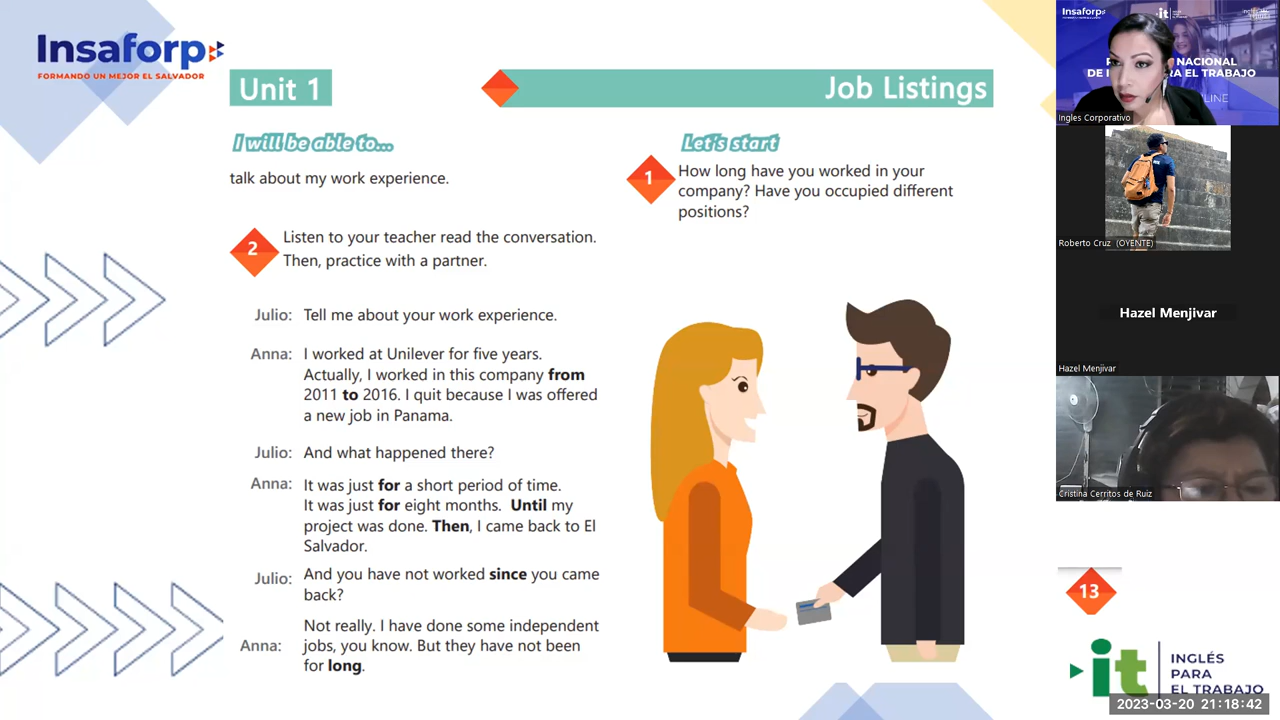 Insaforp
FORMANDO UN MEJOR EL SALVADOR
Unit 1
Job Listings
I will be able to...
talk about my work experience.
Let's start
1
How long have you worked in your
company? Have you occupied different
positions?
2
Listen to your teacher read the conversation.
Then, practice with a partner.
Julio: Tell me about your work experience.
Anna: I worked at Unilever for five years.
Actually, I worked in this company from
2011 to 2016. I quit because I was offered
a new job in Panama.
Julio: And what happened there?
Anna: It was just for a short period of time.
It was just for eight months. Until my
project was done. Then, I came back to El
Salvador.
Julio: And you have not worked since you came
back?
Anna: Not really. I have done some independent
jobs, you know. But they have not been
for long.
Insaforp
it
NACIONAL
DE
PARA EL TRABAJO
LINE
Ingles Corporativo
Roberto Cruz (OYENTE)
Hazel Menjivar
Hazel Menjivar
Cristina Cerritos de Ruiz
13
it
INGLÉS
PARA
EL TRABAJO
2023-03-20 21:18:42